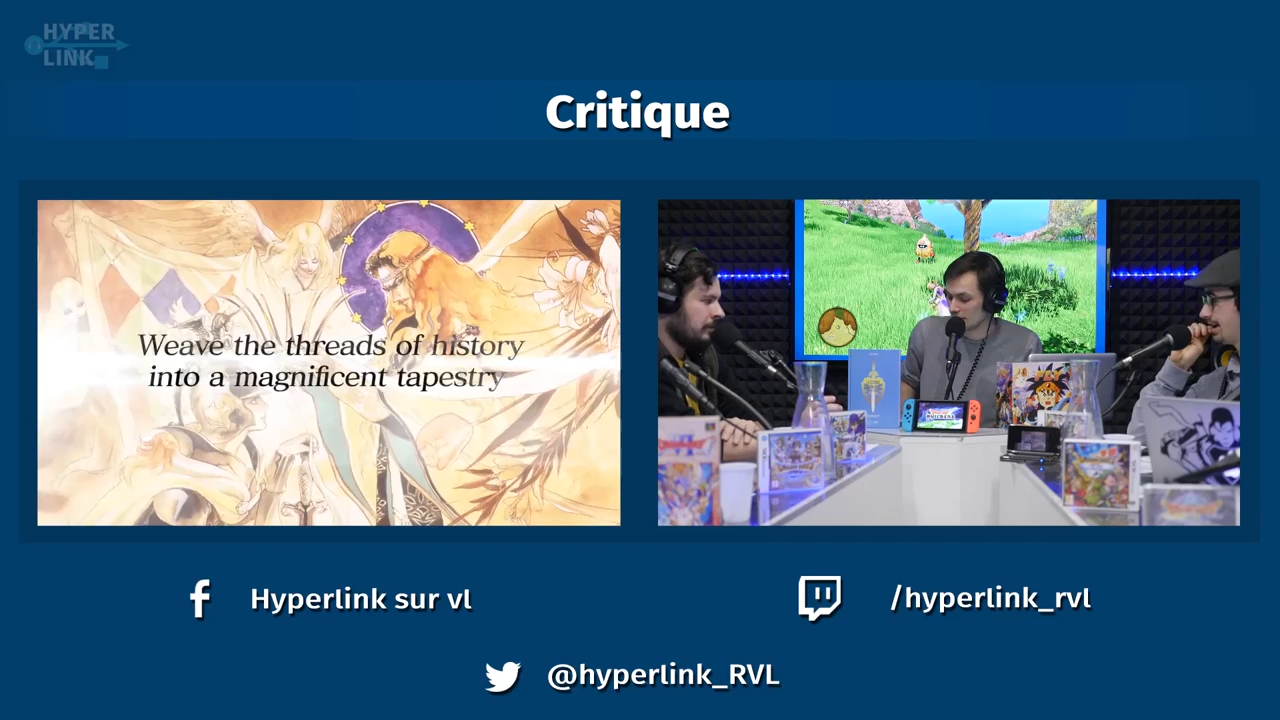 HYPER
LINK
Critique
Weave the threads of history
into a magnificent tapestry
Hyperlink sur vl
/hyperlink_rvl
@hyperlink_RVL